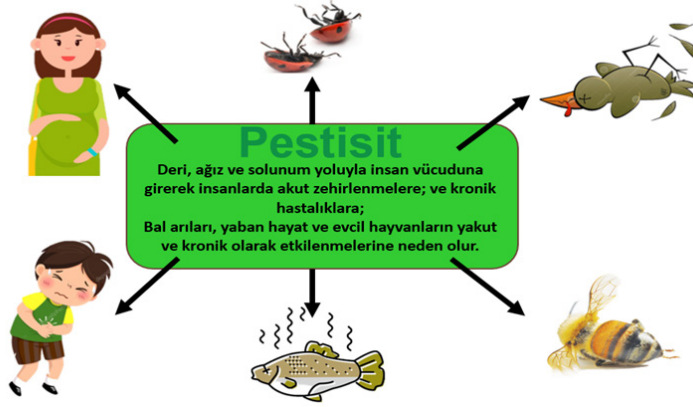 Pestisit
Deri, ağız ve solunum yoluyla insan vücuduna
girerek insanlarda akut zehirlenmelere; ve kronik
hastalıklara;
Bal arıları, yaban hayat ve evcil hayvanların yakut
ve kronik olarak etkilenmelerine neden olur.